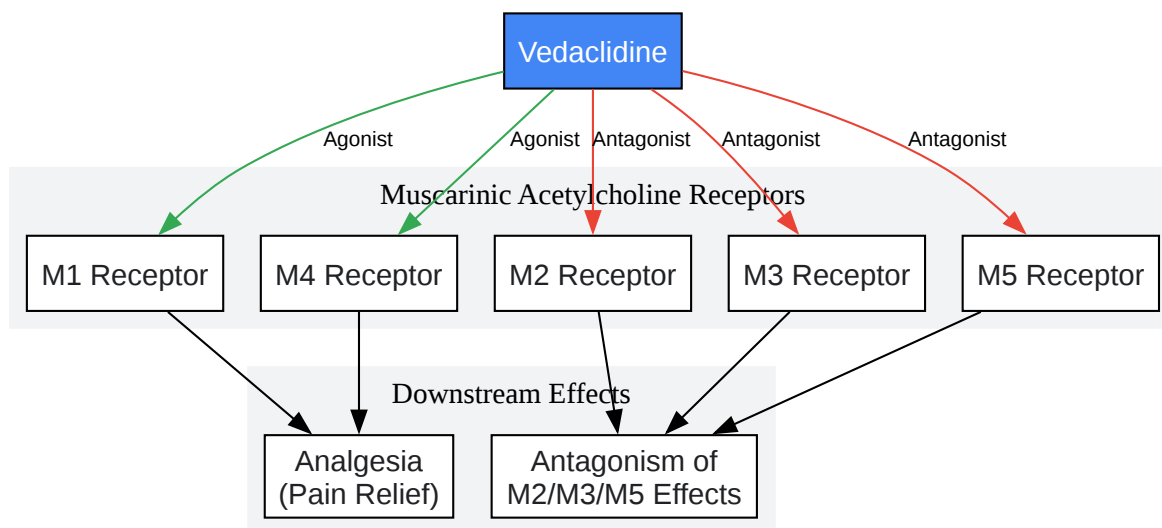 Vedaclidine
Agonist
Agonist
Antagonist
Antagonist
Antagonist
Muscarinic Acetylcholine Receptors
M1 Receptor
M4 Receptor
M2 Receptor
M3 Receptor
M5 Receptor
Downstream Effects
Analgesia
(Pain Relief)
Antagonism of
M2/M3/M5 Effects